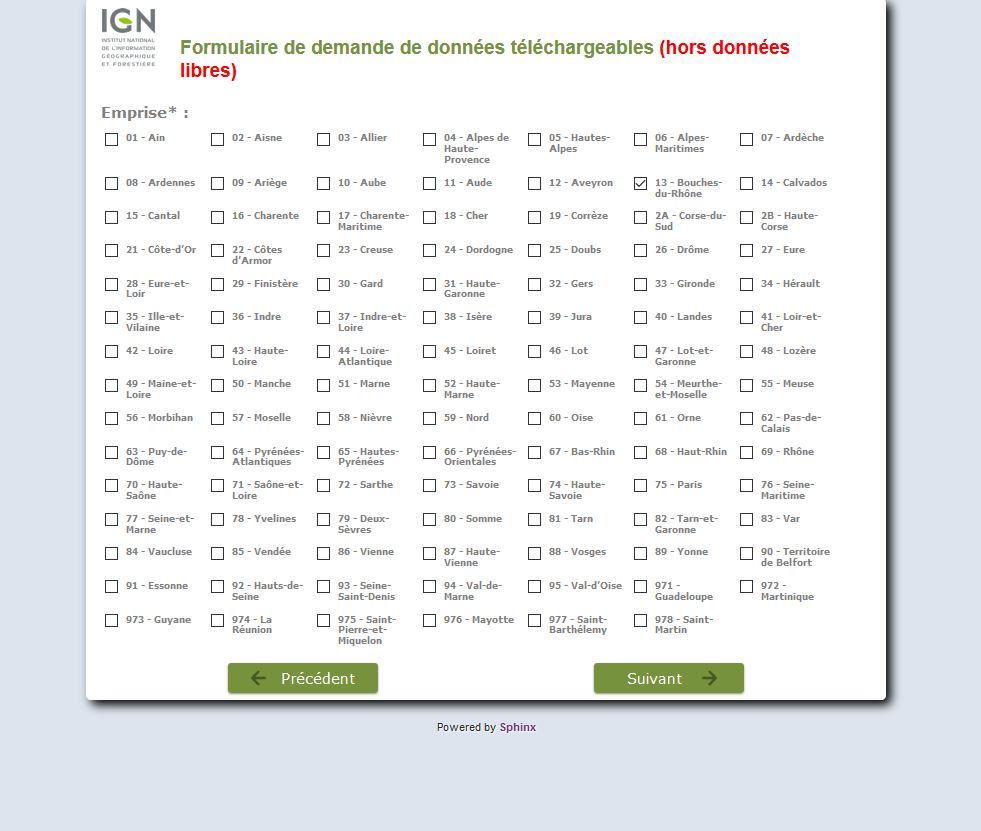 IGN
INSTITUT NATIONAL
DE L'INFORMATION
GÉOGRAPHIQUE
ET FORESTIÈRE
Formulaire de demande de données téléchargeables (hors données
libres)
Emprise* :
01 - Ain
02 - Aisne
03 - Allier
04 - Alpes de
Haute-
Provence
05 - Hautes-
Alpes
06 - Alpes-
Maritimes
07 - Ardèche
08 - Ardennes
09 - Ariège
10 - Aube
11 - Aude
12 - Aveyron
13 - Bouches-
du-Rhône
14 - Calvados
15 - Cantal
16 - Charente
17 - Charente-
Maritime
18 - Cher
19 - Corrèze
2A - Corse-du-
Sud
2B - Haute-
Corse
21 - Côte-d’Or
22 - Côtes
d’Armor
23 - Creuse
24 - Dordogne
25 - Doubs
26 - Drôme
27 - Eure
28 - Eure-et-
Loir
29 - Finistère
30 - Gard
31 - Haute-
Garonne
32 - Gers
33 - Gironde
34 - Hérault
35 - Ille-et-
Vilaine
36 - Indre
37 - Indre-et-
Loire
38 - Isère
39 - Jura
40 - Landes
41 - Loir-et-
Cher
42 - Loire
43 - Haute-
Loire
44 - Loire-
Atlantique
45 - Loiret
46 - Lot
47 - Lot-et-
Garonne
48 - Lozère
49 - Maine-et-
Loire
50 - Manche
51 - Marne
52 - Haute-
Marne
53 - Mayenne
54 - Meurthe-
et-Moselle
55 - Meuse
56 - Morbihan
57 - Moselle
58 - Nièvre
59 - Nord
60 - Oise
61 - Orne
62 - Pas-de-
Calais
63 - Puy-de-
Dôme
64 - Pyrénées-
Atlantiques
65 - Hautes-
Pyrénées
66 - Pyrénées-
Orientales
67 - Bas-Rhin
68 - Haut-Rhin
69 - Rhône
70 - Haute-
Saône
71 - Saône-et-
Loire
72 - Sarthe
73 - Savoie
74 - Haute-
Savoie
75 - Paris
76 - Seine-
Maritime
77 - Seine-et-
Marne
78 - Yvelines
79 - Deux-
Sèvres
80 - Somme
81 - Tarn
82 - Tarn-et-
Garonne
83 - Var
84 - Vaucluse
85 - Vendée
86 - Vienne
87 - Haute-
Vienne
88 - Vosges
89 - Yonne
90 - Territoire
de Belfort
91 - Essonne
92 - Hauts-de-
Seine
93 - Seine-
Saint-Denis
94 - Val-de-
Marne
95 - Val-d’Oise
971 -
Guadeloupe
972 -
Martinique
973 - Guyane
974 - La
Réunion
975 - Saint-
Pierre-et-
Miquelon
976 - Mayotte
977 - Saint-
Barthélemy
978 - Saint-
Martin
Précédent
Suivant
Powered by Sphinx